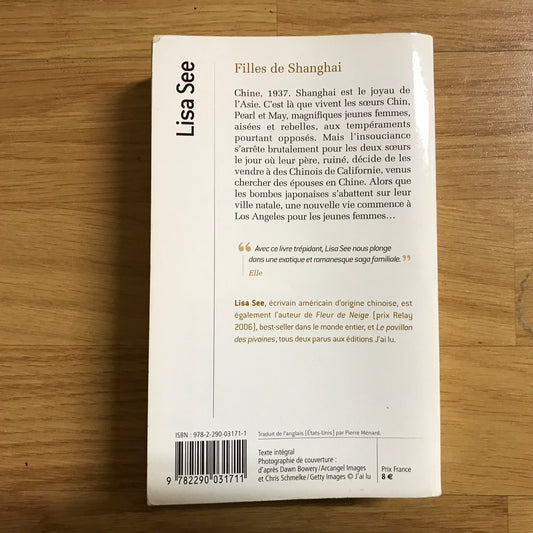 Lisa See
Filles de Shanghai
Chine, 1937. Shanghai est le joyau de
l'Asie. C'est là que vivent les sœurs Chin,
Pearl et May, magnifiques jeunes femmes,
aisées et rebelles, aux tempéraments
pourtant opposés. Mais l'insouciance
s'arrête brutalement pour les deux sœurs
le jour où leur père, ruiné, décide de les
vendre à des Chinois de Californie, venus
chercher des épouses en Chine. Alors que
les bombes japonaises s'abattent sur leur
ville natale, une nouvelle vie commence à
Los Angeles pour les jeunes femmes…
“ Avec ce livre trépidant, Lisa See nous plonge
dans une exotique et romanesque saga familiale. ”
Elle
Lisa See, écrivain américain d'origine chinoise, est
également l'auteur de Fleur de Neige (prix Relay
2006), best-seller dans le monde entier, et Le pavillon
des pivoines, tous deux parus aux éditions J'ai lu.
ISBN : 978-2-290-03171-1
9 782290 031711
Traduit de l'anglais (États-Unis) par Pierre Ménard.
Texte intégral
Photographie de couverture :
d'après Dawn Bowery / Arcangel Images
et Chris Schmelke / Getty Images © J'ai lu
Prix France
8 €